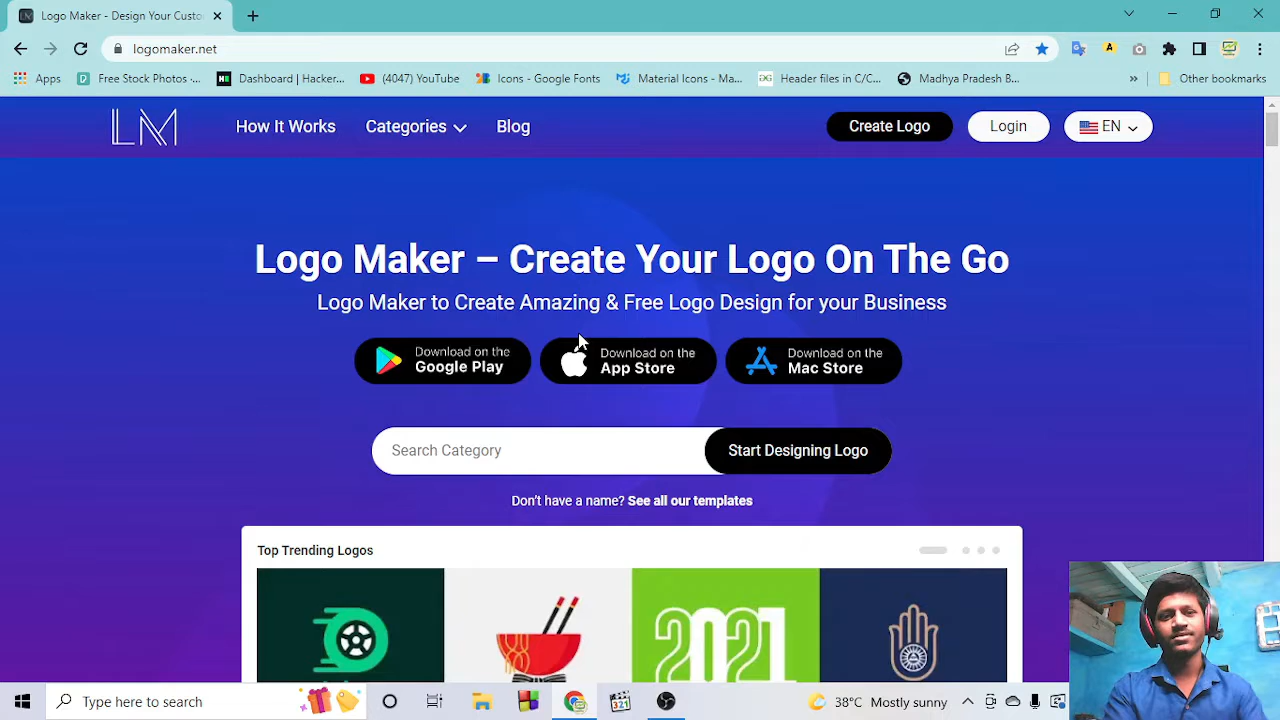 Logo Maker - Design Your Custo
logomaker.net
Apps
Free Stock Photos -...
Dashboard | Hacker...
(4047) YouTube
Icons - Google Fonts
Material Icons - Ma...
Header files in C/C...
Madhya Pradesh B...
»
Other bookmarks
LM
How It Works
Categories
Blog
Create Logo
Login
EN
Logo Maker – Create Your Logo On The Go
Logo Maker to Create Amazing & Free Logo Design for your Business
Download on the
Google Play
Download on the
App Store
Download on the
Mac Store
Search Category
Start Designing Logo
Don't have a name? See all our templates
Top Trending Logos
2021
Type here to search
321
38°C Mostly sunny